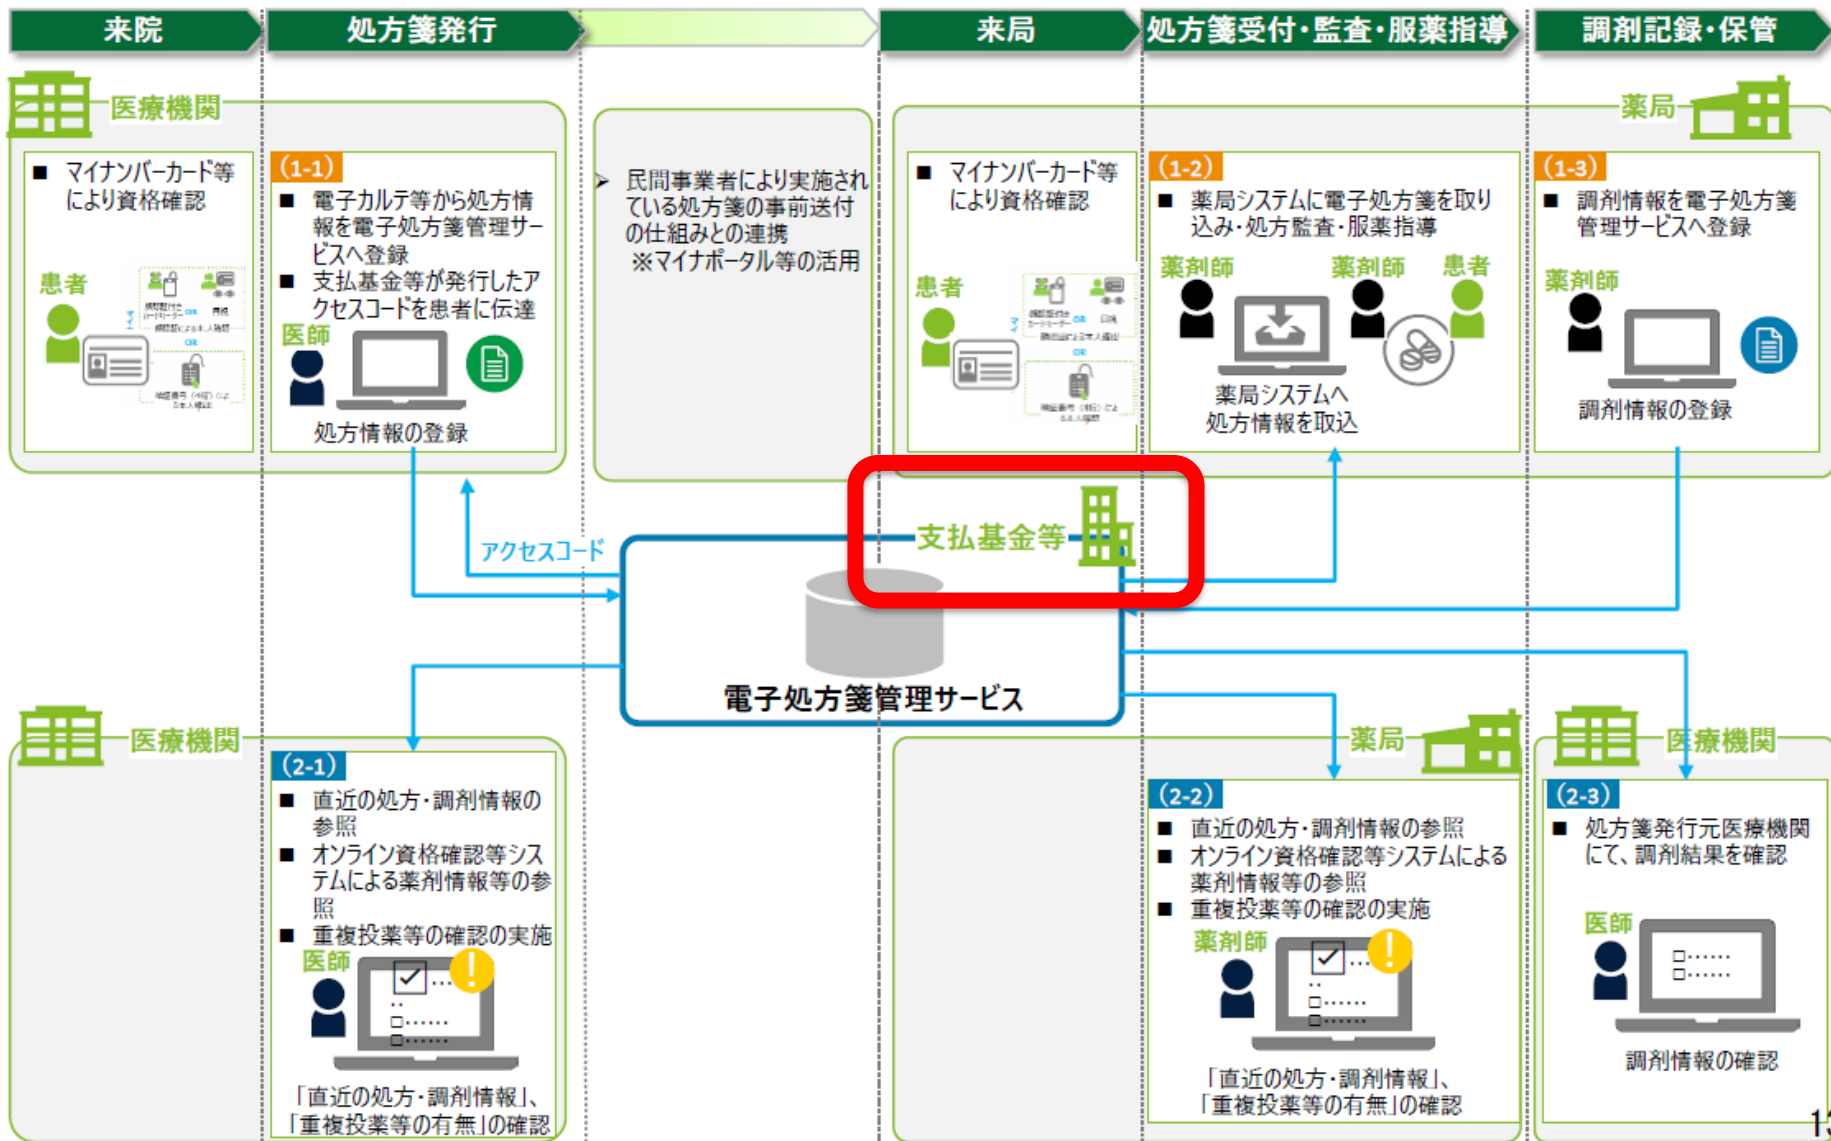 来院
処方箋発行
来局
処方箋受付・監査・服薬指導
調剤記録・保管
医療機関
■ マイナンバーカード等
により資格確認
患者
OR
目視
OR
(1-1)
■ 電子カルテ等から処方情
報を電子処方箋管理サー
ビスへ登録
■ 支払基金等が発行したア
クセスコードを患者に伝達
医師
処方情報の登録
➢ 民間事業者により実施され
ている処方箋の事前送付
の仕組みとの連携
※マイナポータル等の活用
薬局
■ マイナンバーカード等
により資格確認
患者
OR
目視
OR
(1-2)
■ 薬局システムに電子処方箋を取り
込み・処方監査・服薬指導
薬剤師
薬剤師
患者
薬局システムへ
処方情報を取込
(1-3)
■ 調剤情報を電子処方箋
管理サービスへ登録
薬剤師
調剤情報の登録
アクセスコード
支払基金等
電子処方箋管理サービス
医療機関
(2-1)
■ 直近の処方・調剤情報の
参照
■ オンライン資格確認等シス
テムによる薬剤情報等の参
照
■ 重複投薬等の確認の実施
医師
「直近の処方・調剤情報」、
「重複投薬等の有無」の確認
薬局
(2-2)
■ 直近の処方・調剤情報の参照
■ オンライン資格確認等システムによる
薬剤情報等の参照
■ 重複投薬等の確認の実施
薬剤師
「直近の処方・調剤情報」、
「重複投薬等の有無」の確認
医療機関
(2-3)
■ 処方箋発行元医療機関
にて、調剤結果を確認
医師
調剤情報の確認